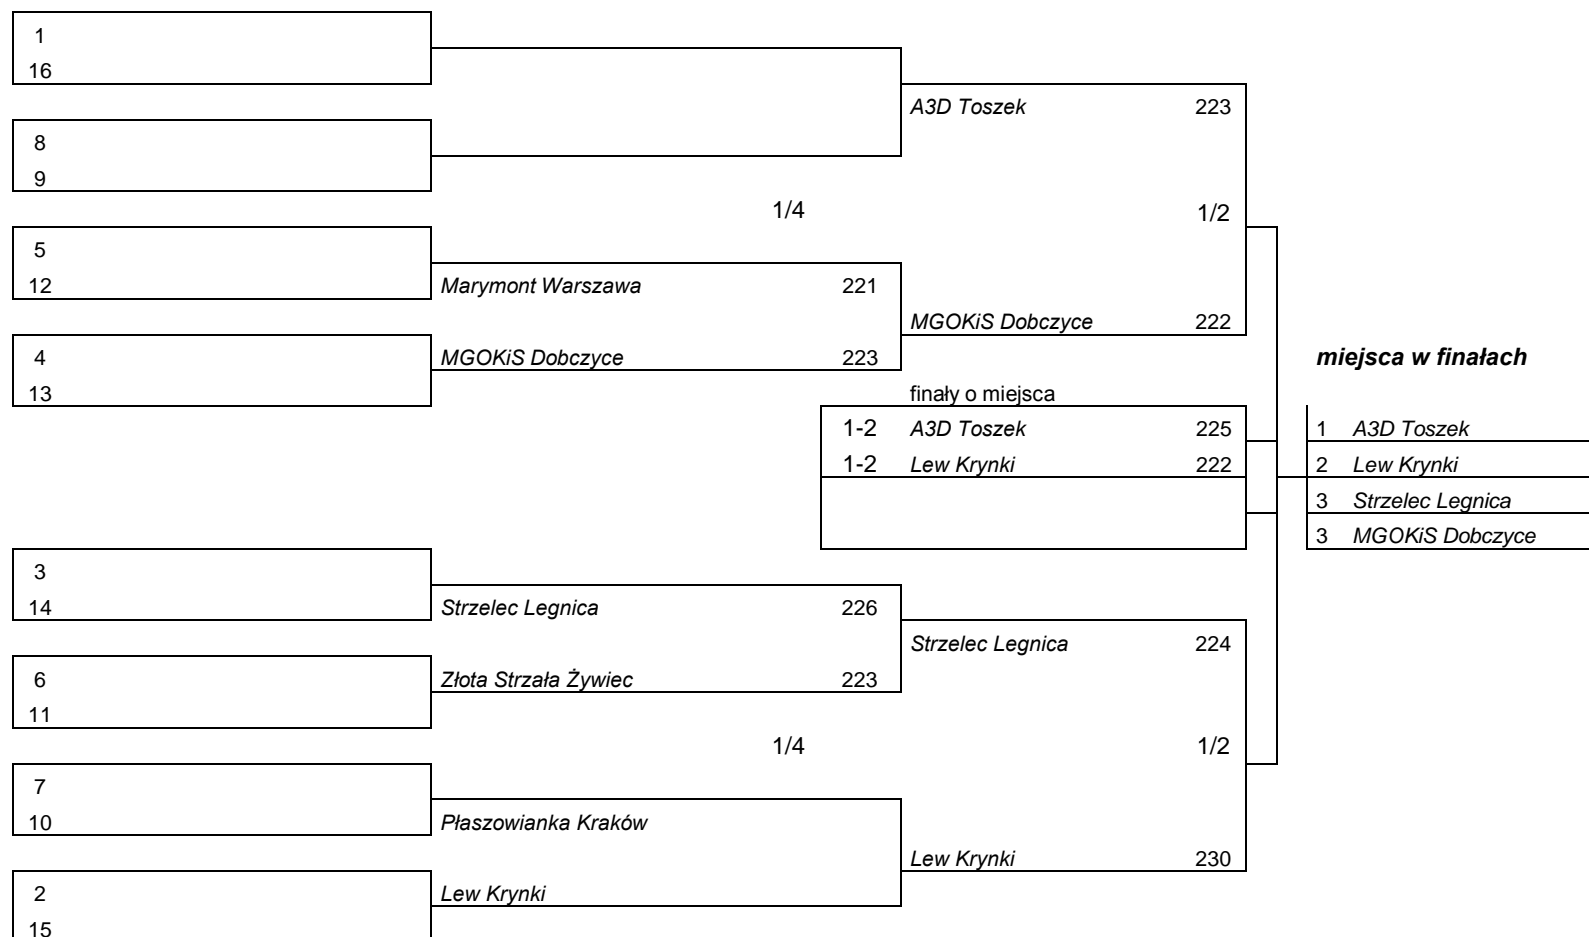 1
16
A3D Toszek 223
8
9
1/4 1/2
5
12 Marymont Warszawa 221
MGOKiS Dobczyce 222
4 MGOKiS Dobczyce 223 miejsca w finałach
13 finały o miejsca
1-2 A3D Toszek 225 1 A3D Toszek
1-2 Lew Krynki 222 2 Lew Krynki
3 Strzelec Legnica
3 MGOKiS Dobczyce
3
14 Strzelec Legnica 226
Strzelec Legnica 224
6 Złota Strzała Żywiec 223
11
1/4 1/2
7
10 Płaszowianka Kraków
Lew Krynki 230
2 Lew Krynki
15